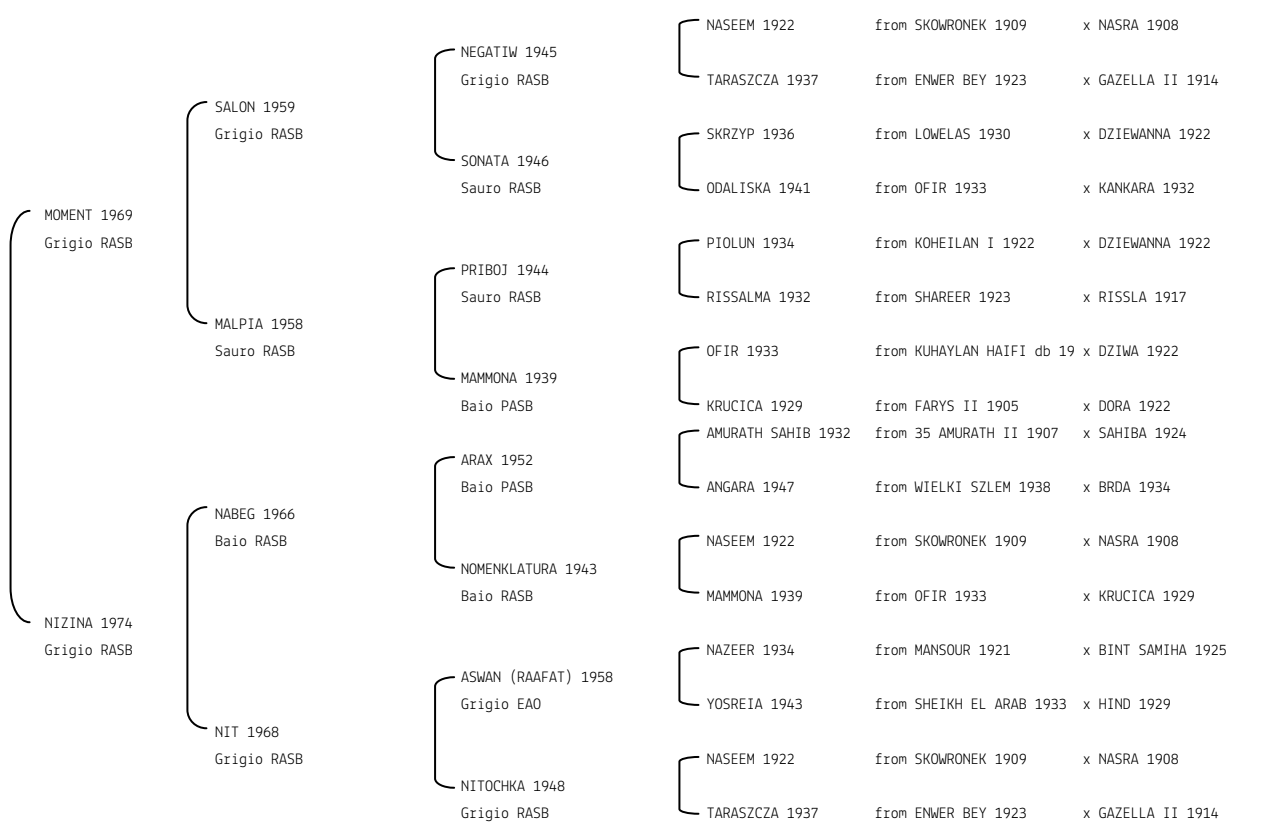 NASEEM 1922 from SKOWRONEK 1909 x NASRA 1908
NEGATIW 1945
Grigio RASB
TARASZCZA 1937 from ENWER BEY 1923 x GAZELLA II 1914
SALON 1959
Grigio RASB
SKRZYP 1936 from LOWELAS 1930 x DZIEWANNA 1922
SONATA 1946
Sauro RASB
ODALISKA 1941 from OFIR 1933 x KANKARA 1932
MOMENT 1969
Grigio RASB
PIOLUN 1934 from KOHEILAN I 1922 x DZIEWANNA 1922
PRIBOJ 1944
Sauro RASB
RISSALMA 1932 from SHAREER 1923 x RISSLA 1917
MALPIA 1958
Sauro RASB
OFIR 1933 from KUHAYLAN HAIFI db 19 x DZIWA 1922
MAMMONA 1939
Baio PASB
KRUCICA 1929 from FARYS II 1905 x DORA 1922
AMURATH SAHIB 1932 from 35 AMURATH II 1907 x SAHIBA 1924
ARAX 1952
Baio PASB
ANGARA 1947 from WIELKI SZLEM 1938 x BRDA 1934
NABEG 1966
Baio RASB
NASEEM 1922 from SKOWRONEK 1909 x NASRA 1908
NOMENKLATURA 1943
Baio RASB
MAMMONA 1939 from OFIR 1933 x KRUCICA 1929
NIZINA 1974
Grigio RASB
NAZEER 1934 from MANSOUR 1921 x BINT SAMIHA 1925
ASWAN (RAAFAT) 1958
Grigio EAO
YOSREIA 1943 from SHEIKH EL ARAB 1933 x HIND 1929
NIT 1968
Grigio RASB
NASEEM 1922 from SKOWRONEK 1909 x NASRA 1908
NITOCHKA 1948
Grigio RASB
TARASZCZA 1937 from ENWER BEY 1923 x GAZELLA II 1914